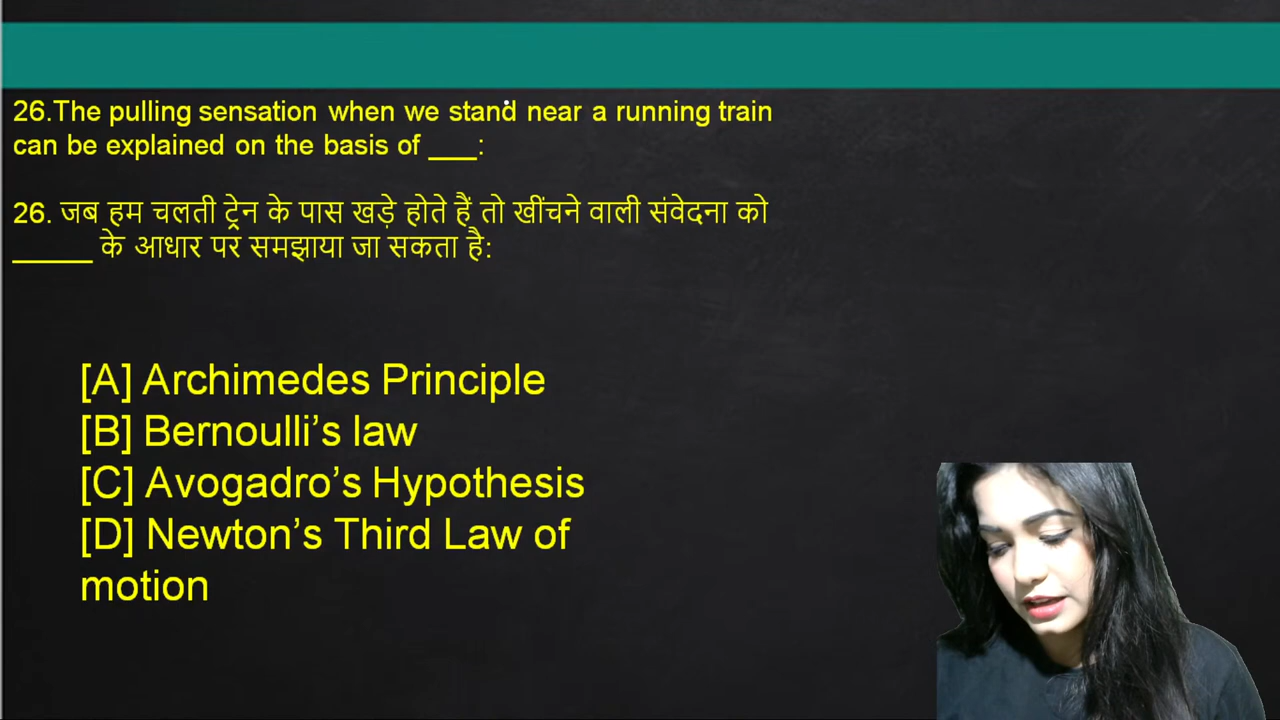 26.The pulling sensation when we stand near a running train
can be explained on the basis of ___:
26. जब हम चलती ट्रेन के पास खड़े होते हैं तो खींचने वाली संवेदना को
_____ के आधार पर समझाया जा सकता है:
[A] Archimedes Principle
[B] Bernoulli’s law
[C] Avogadro’s Hypothesis
[D] Newton’s Third Law of
motion